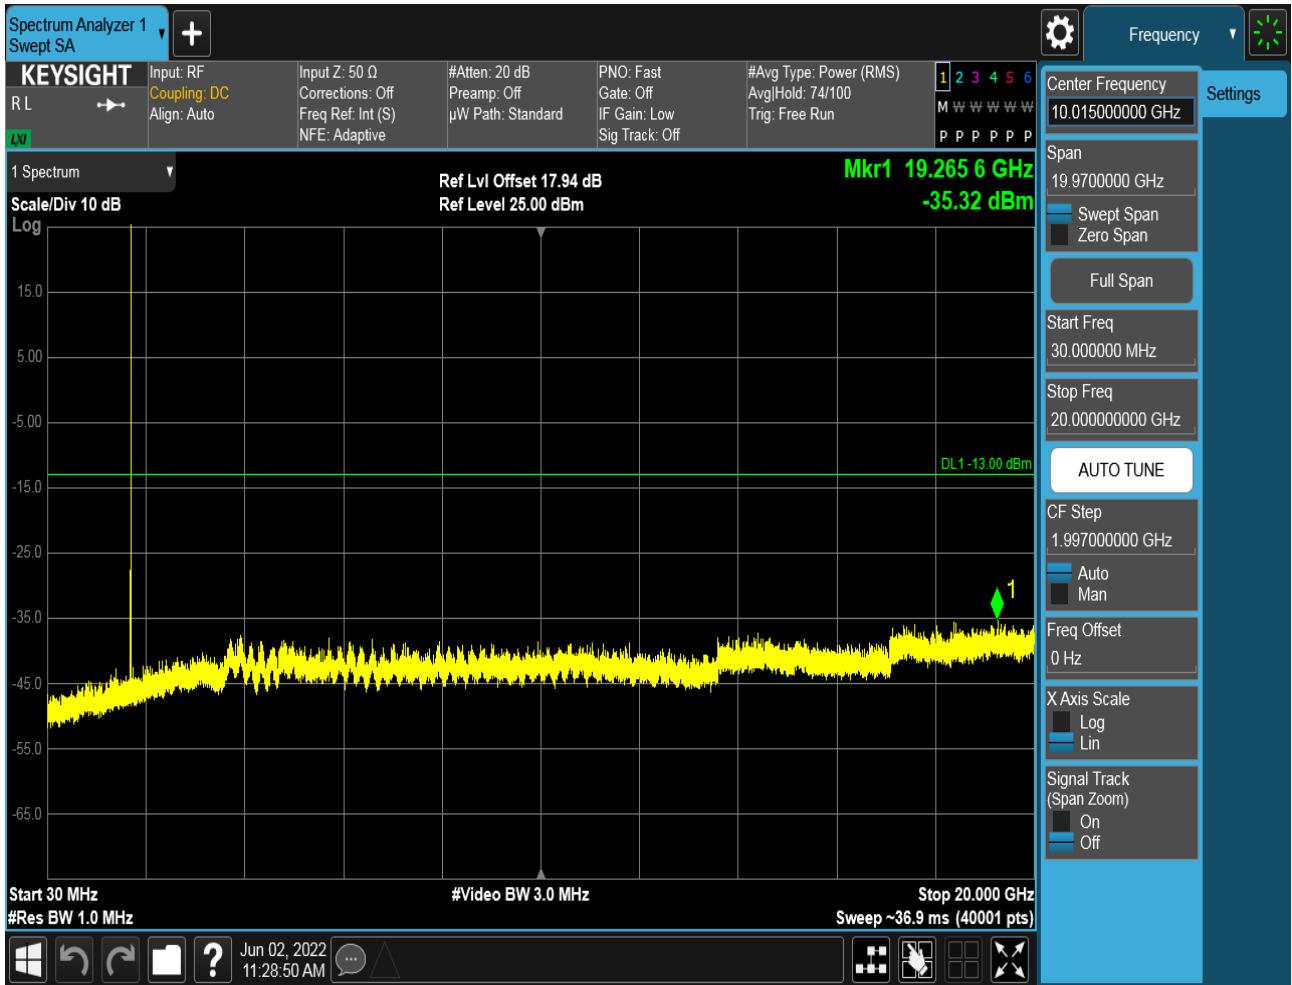 Spectrum Analyzer 1
Swept SA
Frequency
KEYSIGHT
R L
LXI
Input: RF
Coupling: DC
Align: Auto
Input Z: 50 Ω
Corrections: Off
Freq Ref: Int (S)
NFE: Adaptive
#Atten: 20 dB
Preamp: Off
µW Path: Standard
PNO: Fast
Gate: Off
IF Gain: Low
Sig Track: Off
#Avg Type: Power (RMS)
Avg|Hold: 74/100
Trig: Free Run
1 2 3 4 5 6
M W W W W W
P P P P P P
1 Spectrum
Scale/Div 10 dB
Log
Ref Lvl Offset 17.94 dB
Ref Level 25.00 dBm
Mkr1 19.265 6 GHz
-35.32 dBm
15.0
5.00
-5.00
-15.0
-25.0
-35.0
-45.0
-55.0
-65.0
DL1 -13.00 dBm
1
Start 30 MHz
#Res BW 1.0 MHz
#Video BW 3.0 MHz
Stop 20.000 GHz
Sweep ~36.9 ms (40001 pts)
Center Frequency
10.015000000 GHz
Settings
Span
19.9700000 GHz
Swept Span
Zero Span
Full Span
Start Freq
30.000000 MHz
Stop Freq
20.000000000 GHz
AUTO TUNE
CF Step
1.997000000 GHz
Auto
Man
Freq Offset
0 Hz
X Axis Scale
Log
Lin
Signal Track
(Span Zoom)
On
Off
?
Jun 02, 2022
11:28:50 AM